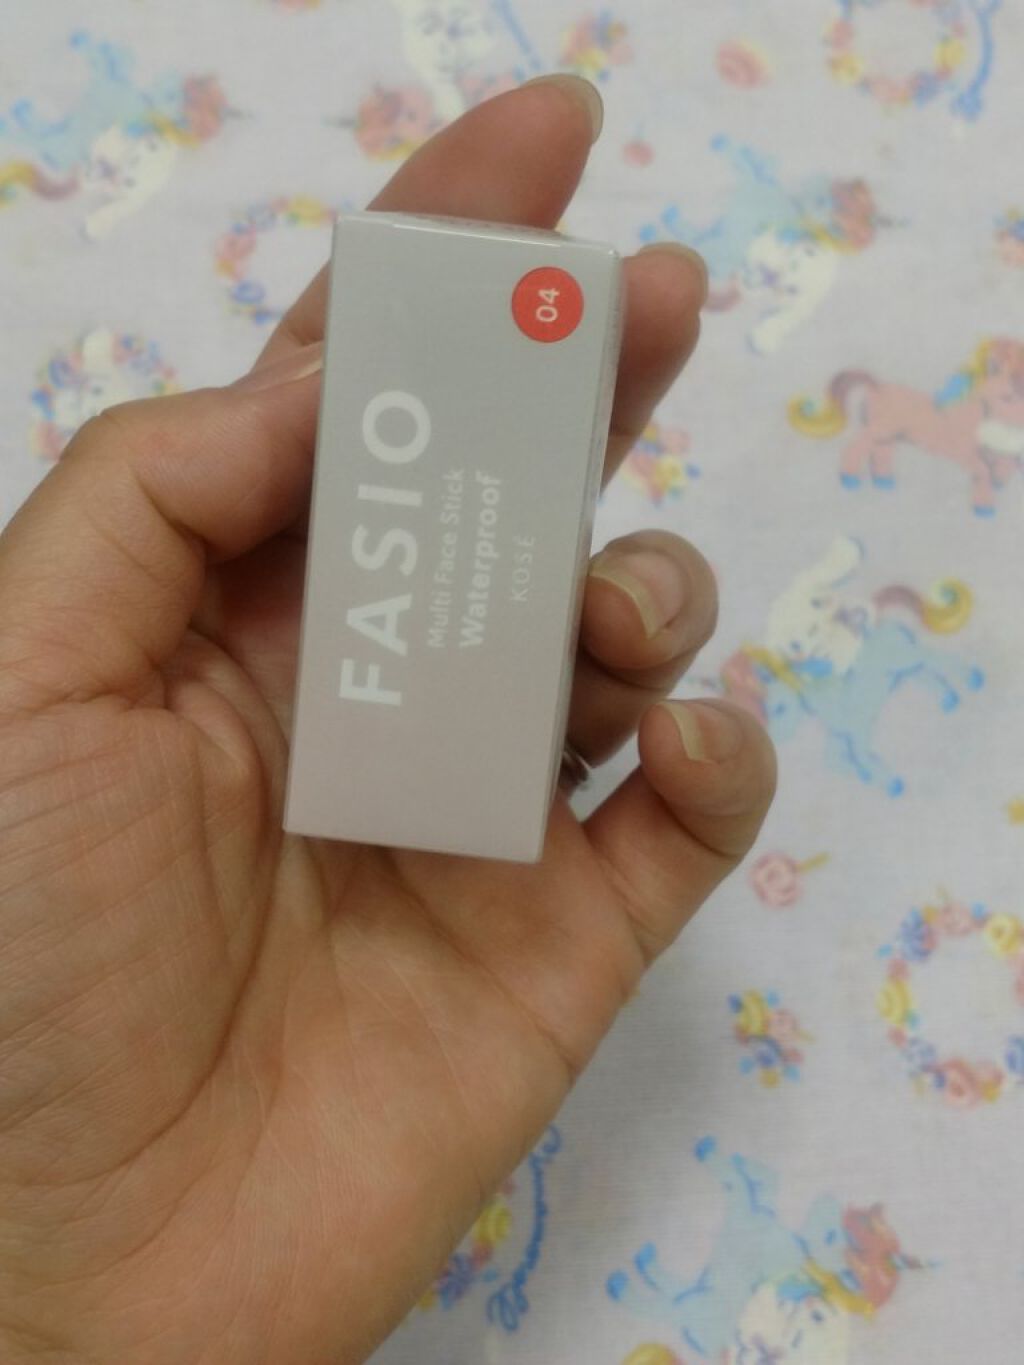 04
FASIO
Multi Face Stick
Waterproof
KOSÉ